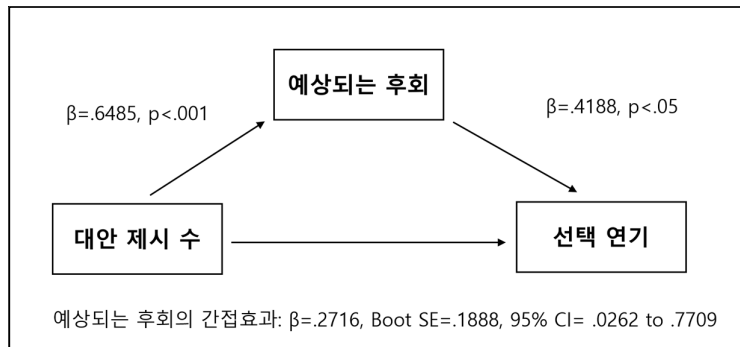 예상되는 후회
β=.6485, p<.001
β=.4188, p<.05
대안 제시 수
선택 연기
예상되는 후회의 간접효과: β=.2716, Boot SE=.1888, 95% CI= .0262 to .7709